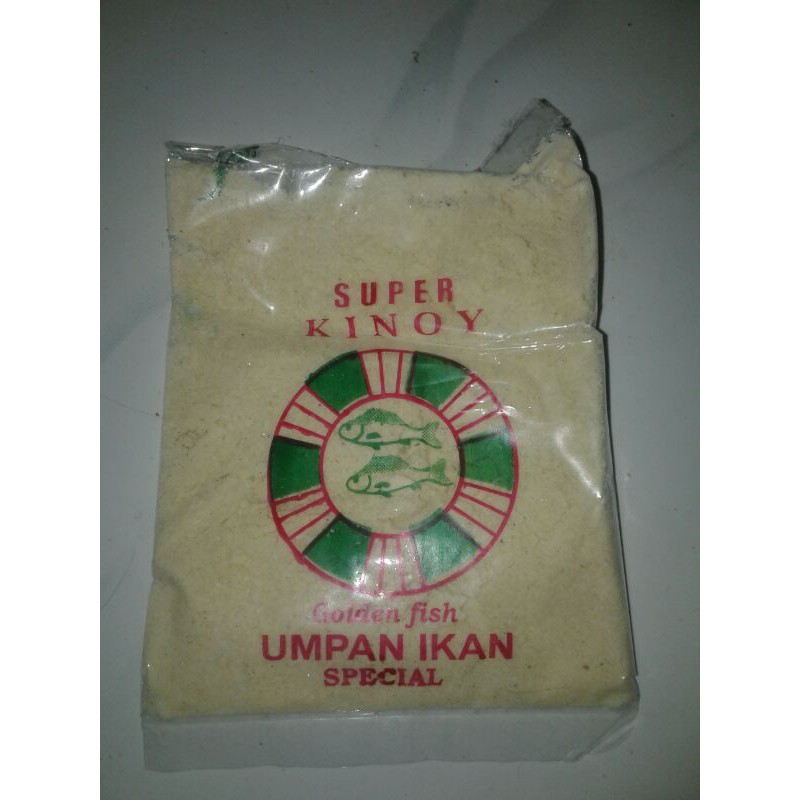 SUPER
KINOY
Golden fish
UMPAN IKAN
SPECIAL